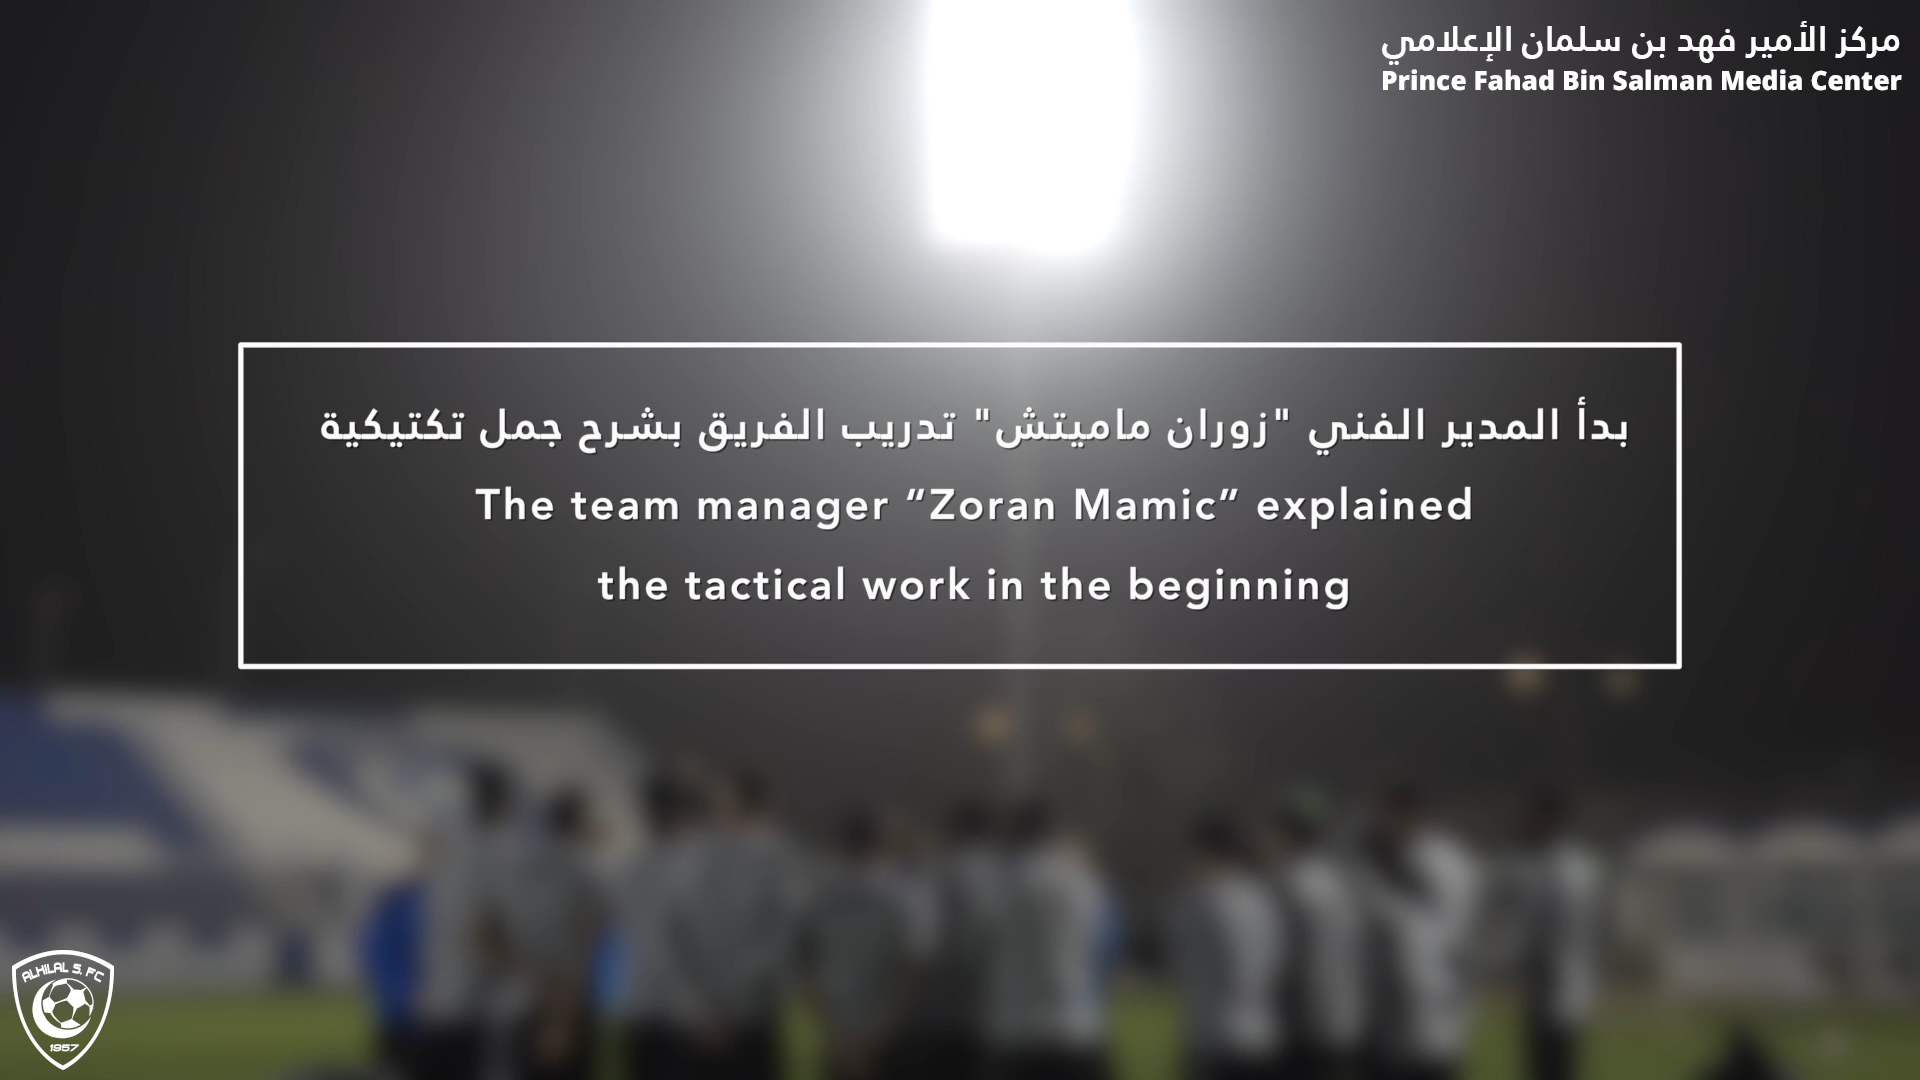 مركز الأمير فهد بن سلمان الإعلامي
Prince Fahad Bin Salman Media Center
بدأ المدير الفني "زوران ماميتش" تدريب الفريق بشرح جمل تكتيكية
The team manager “Zoran Mamic” explained
the tactical work in the beginning
ALHILAL S. FC
1957